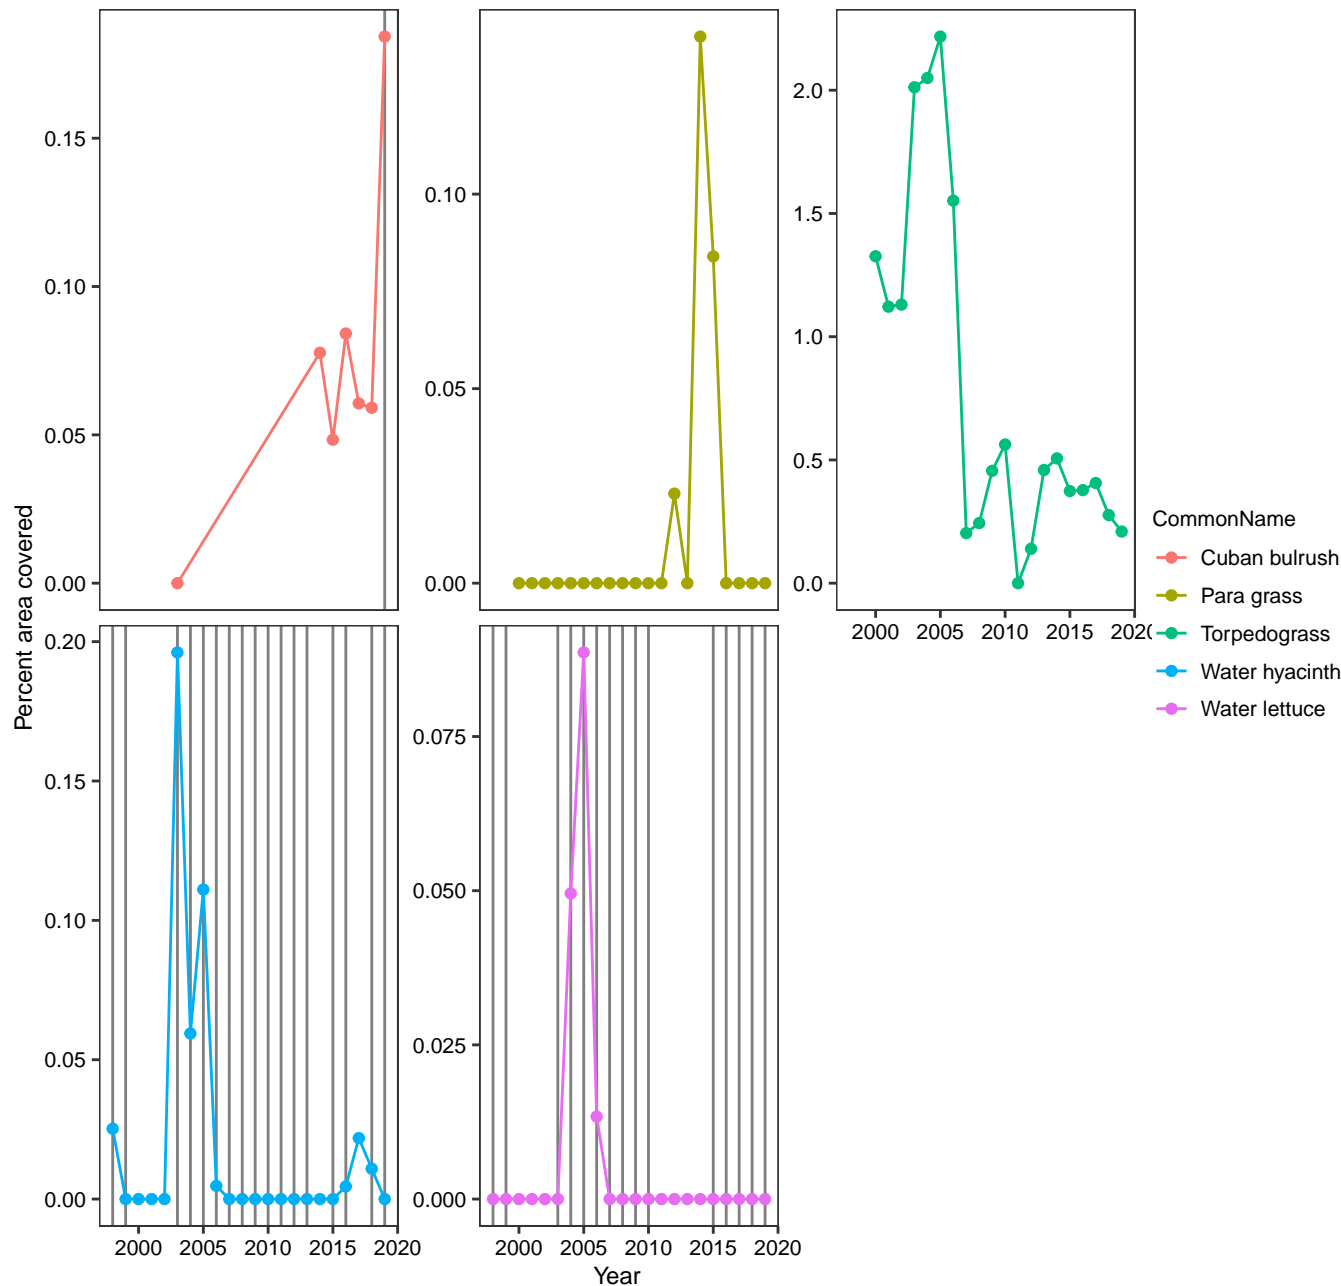 Percent area covered
0.15
0.10
0.05
0.00
0.10
0.05
0.00
2.0
1.5
1.0
0.5
0.0
2000 2005 2010 2015 2020
0.20
0.15
0.10
0.05
0.00
2000 2005 2010 2015 2020
0.075
0.050
0.025
0.000
2000 2005 2010 2015 2020
Year
CommonName
Cuban bulrush
Para grass
Torpedograss
Water hyacinth
Water lettuce